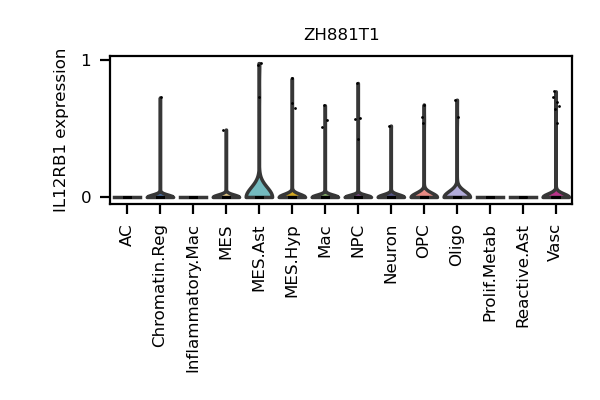 ZH881T1
IL12RB1 expression
1
0
AC
Chromatin.Reg
Inflammatory.Mac
MES
MES.Ast
MES.Hyp
Mac
NPC
Neuron
OPC
Oligo
Prolif.Metab
Reactive.Ast
Vasc